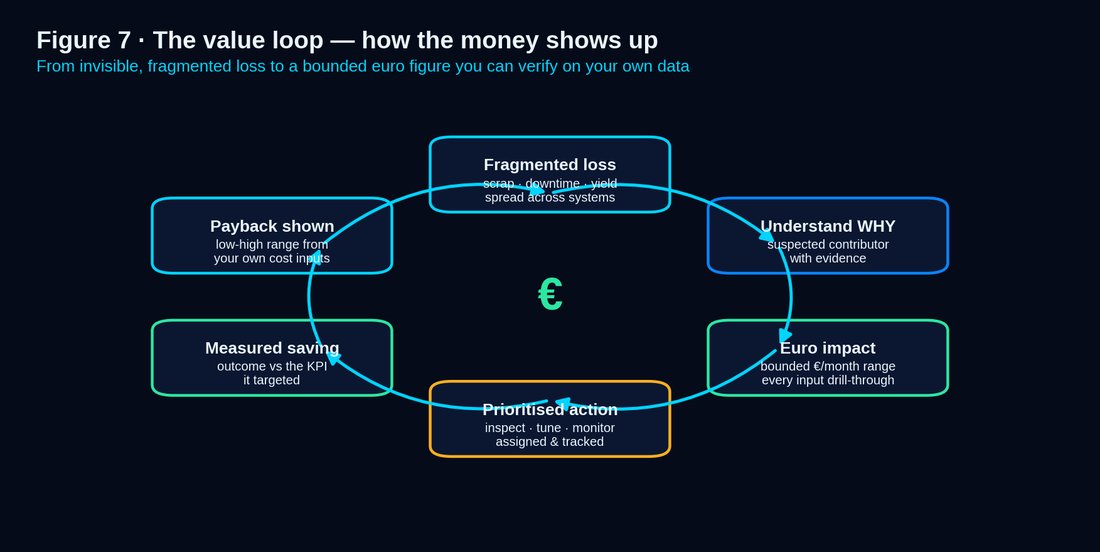 Figure 7 · The value loop — how the money shows up
From invisible, fragmented loss to a bounded euro figure you can verify on your own data
Fragmented loss
scrap · downtime · yield
spread across systems
Payback shown
low-high range from
your own cost inputs
Understand WHY
suspected contributor
with evidence
€
Measured saving
outcome vs the KPI
it targeted
Euro impact
bounded €/month range
every input drill-through
Prioritised action
inspect · tune · monitor
assigned & tracked